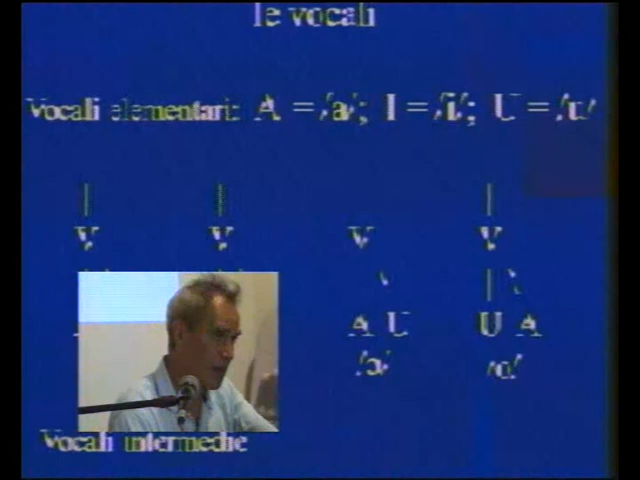 le vocali
Vocali elementari: A = /a/; I = /i/; U = /u/
V V V V
A U U A
/ɔ/ /o/
Vocali intermedie